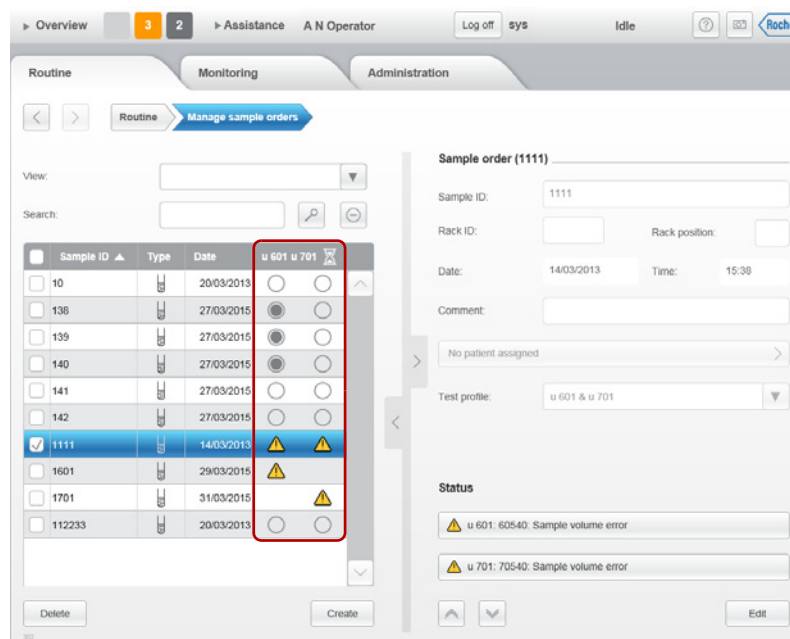 Overview 3 2 Assistance A N Operator Log off sys Idle ? Roch
Routine Monitoring Administration
Routine Manage sample orders
Sample order (1111)
View:
Sample ID: 1111
Search:
Rack ID: Rack position:
Sample ID Type Date u 601 u 701
Date: 14/03/2013 Time: 15:38
10 20/03/2013
138 27/03/2015
Comment:
139 27/03/2015
No patient assigned
140 27/03/2015
141 27/03/2015
Test profile: u 601 & u 701
142 27/03/2015
1111 14/03/2013
1601 29/03/2015
Status
1701 31/03/2015
112233 20/03/2013
u 601: 60540: Sample volume error
u 701: 70540: Sample volume error
Delete Create Edit